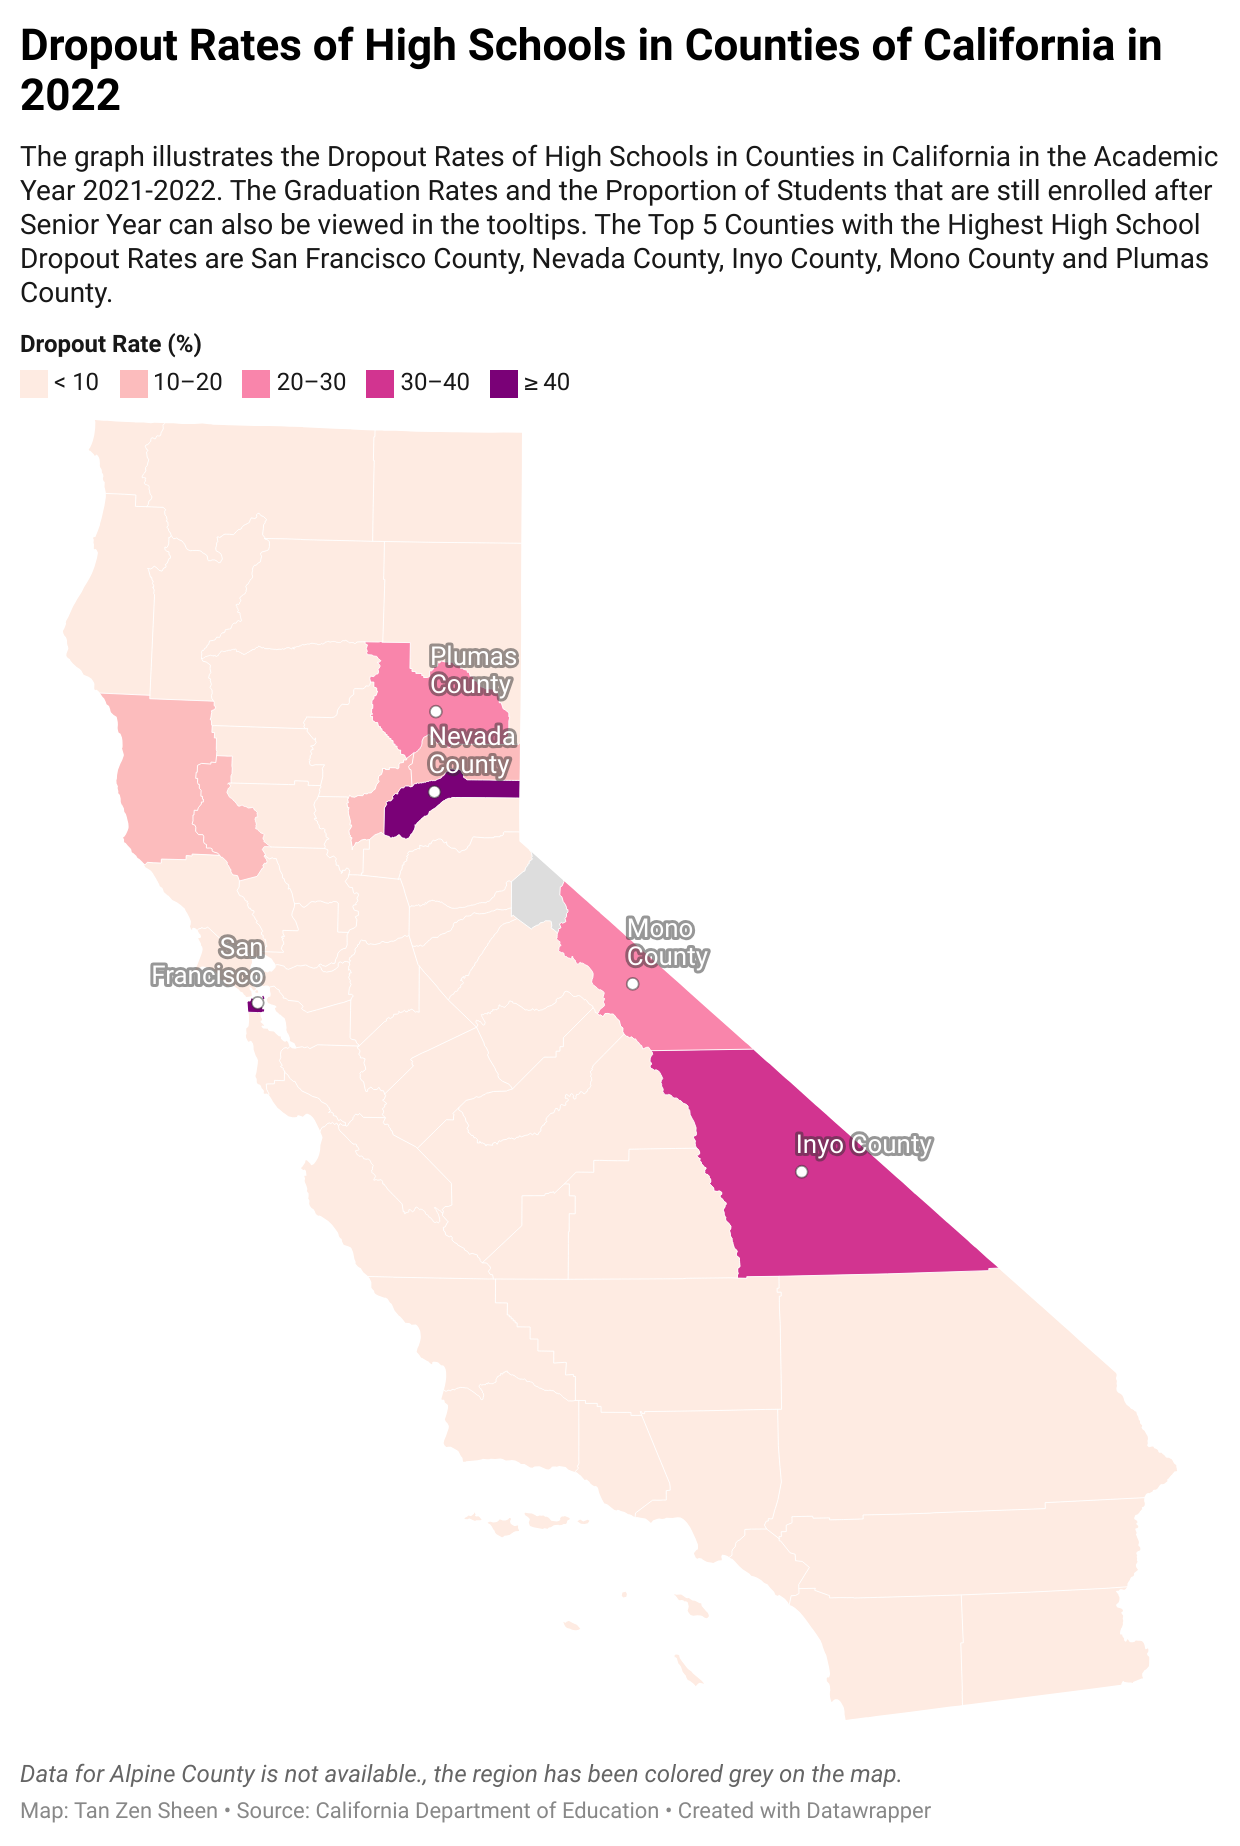 Dropout Rates of High Schools in Counties of California in
2022
The graph illustrates the Dropout Rates of High Schools in Counties in California in the Academic
Year 2021-2022. The Graduation Rates and the Proportion of Students that are still enrolled after
Senior Year can also be viewed in the tooltips. The Top 5 Counties with the Highest High School
Dropout Rates are San Francisco County, Nevada County, Inyo County, Mono County and Plumas
County.
Dropout Rate (%)
< 10 10–20 20–30 30–40 ≥ 40
Plumas
County
Nevada
County
Mono
County
San
Francisco
Inyo County
Data for Alpine County is not available., the region has been colored grey on the map.
Map: Tan Zen Sheen • Source: California Department of Education • Created with Datawrapper